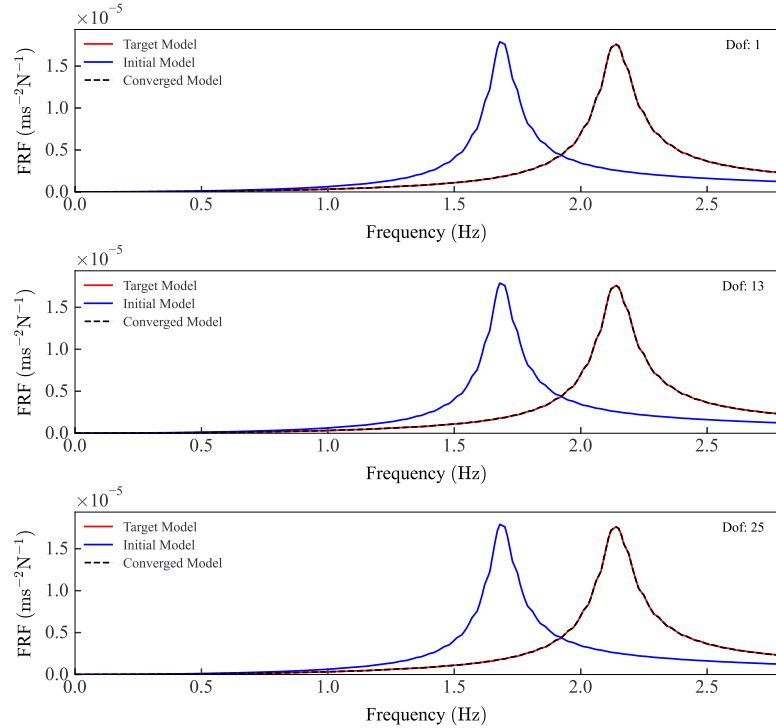 ×10⁻⁵
Target Model
Initial Model
Converged Model
Dof: 1
FRF (ms⁻²N⁻¹)
1.5
1.0
0.5
0.0
0.0 0.5 1.0 1.5 2.0 2.5
Frequency (Hz)
×10⁻⁵
Target Model
Initial Model
Converged Model
Dof: 13
FRF (ms⁻²N⁻¹)
1.5
1.0
0.5
0.0
0.0 0.5 1.0 1.5 2.0 2.5
Frequency (Hz)
×10⁻⁵
Target Model
Initial Model
Converged Model
Dof: 25
FRF (ms⁻²N⁻¹)
1.5
1.0
0.5
0.0
0.0 0.5 1.0 1.5 2.0 2.5
Frequency (Hz)